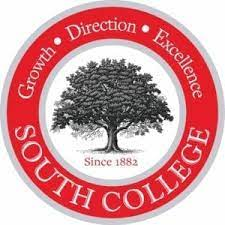 Growth • Direction • Excellence
Since 1882
SOUTH COLLEGE